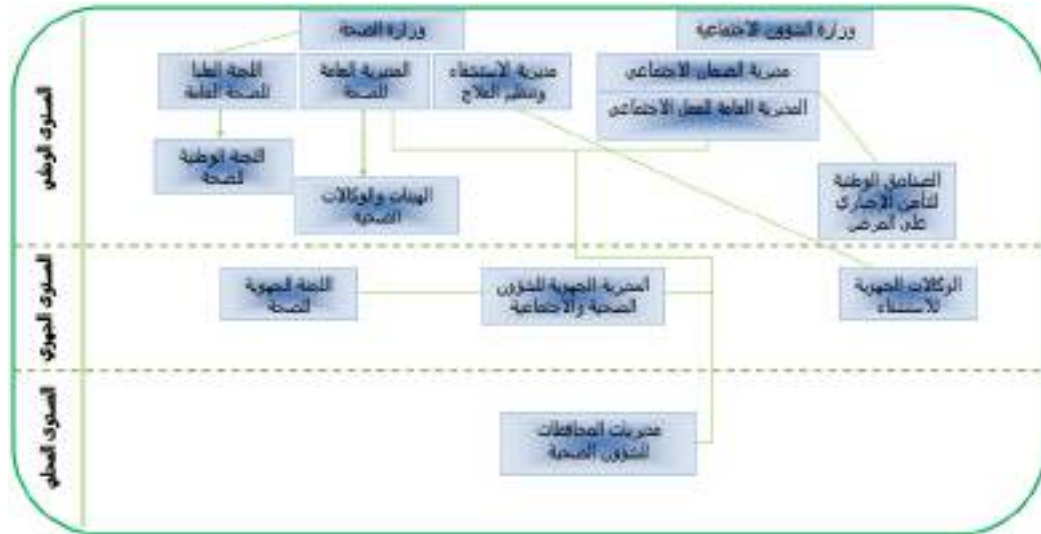 وزارة الشؤون الاجتماعية
وزارة الصحة
مديرية الضمان الاجتماعي
المديرية العامة للعمل الاجتماعي
مديرية الاستشفاء
وتنظيم العلاج
المديرية العامة
للصحة
اللجنة العليا
للصحة العامة
المستوى الوطني
اللجنة الوطنية
للصحة
الهيئات والوكالات
الصحية
الصناديق الوطنية
للتأمين الإجباري
على المرض
المستوى الجهوي
الوكالات الجهوية
للاستشفاء
المديرية الجهوية للشؤون
الصحية والاجتماعية
اللجنة الجهوية
للصحة
المستوى المحلي
مديريات المحافظات
للشؤون الصحية